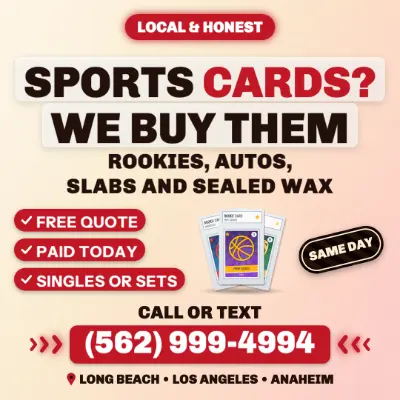 LOCAL & HONEST
SPORTS CARDS?
WE BUY THEM
ROOKIES, AUTOS,
SLABS AND SEALED WAX
FREE QUOTE
PAID TODAY
SINGLES OR SETS
SAME DAY
CALL OR TEXT
(562) 999-4994
LONG BEACH • LOS ANGELES • ANAHEIM